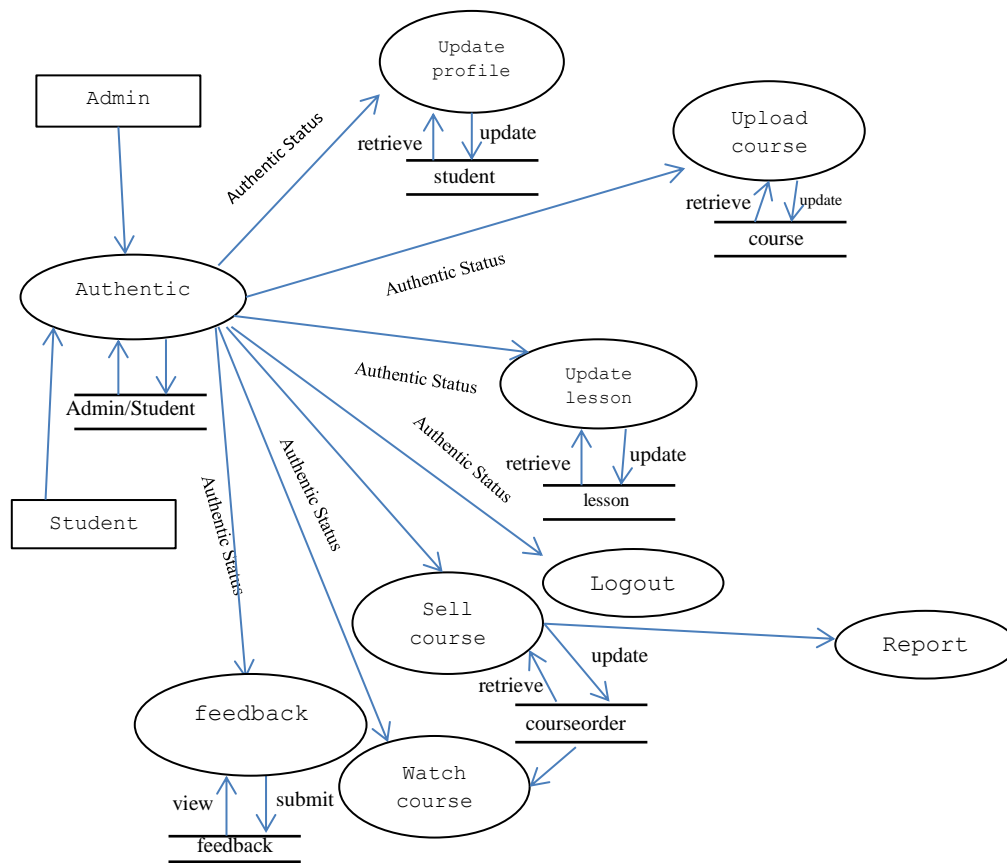 Update
profile
Admin
Upload
course
Authentic Status
retrieve
update
student
retrieve
update
course
Authentic
Authentic Status
Authentic Status
Update
lesson
Admin/Student
Authentic Status
Authentic Status
Authentic Status
retrieve
update
lesson
Student
Logout
Sell
course
Report
update
retrieve
courseorder
feedback
Watch
course
view
submit
feedback